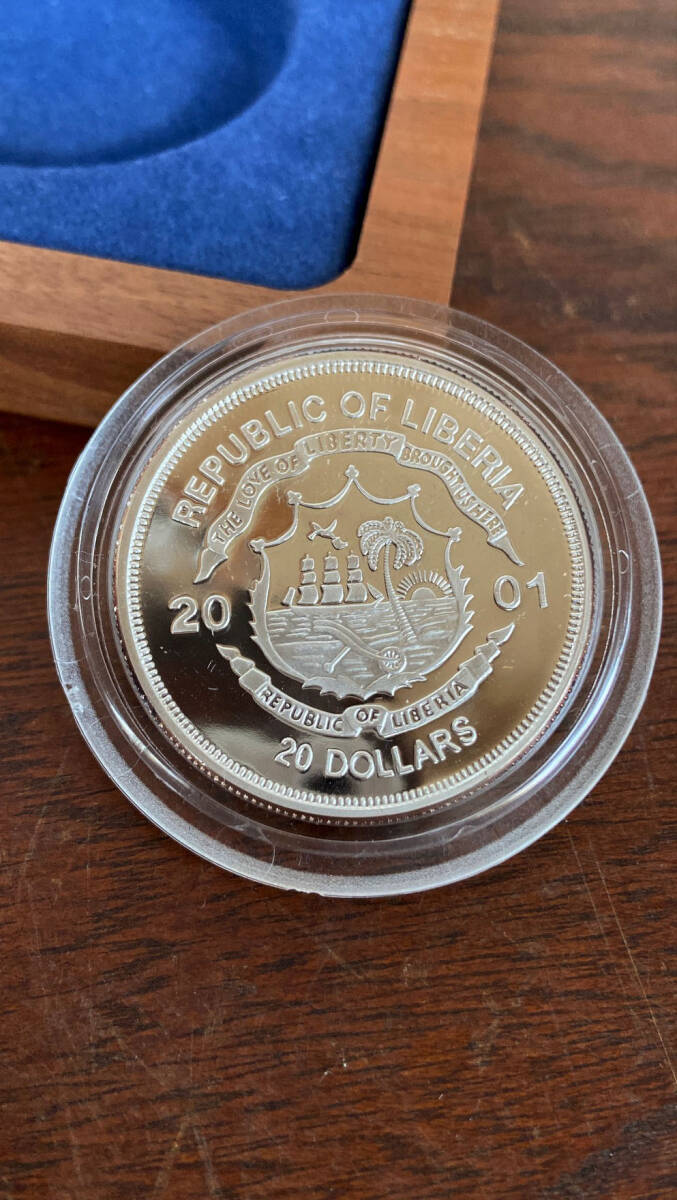 REPUBLIC OF LIBERIA
THE LOVE OF LIBERTY BROUGHT US HERE
20 01
REPUBLIC OF LIBERIA
20 DOLLARS